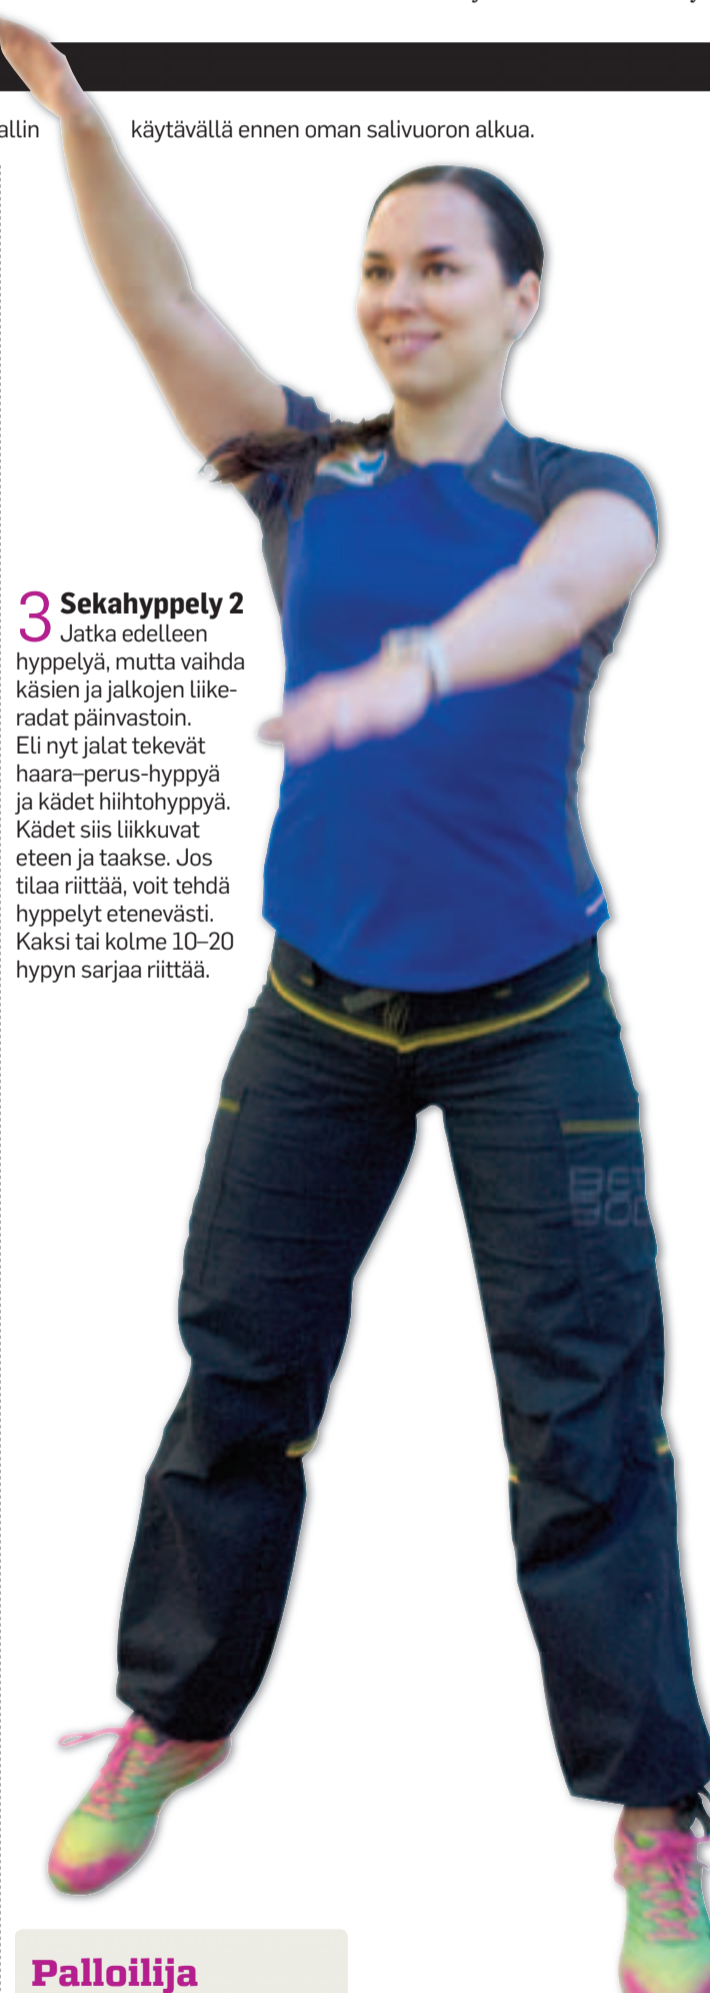 allin käytävällä ennen oman salivuoron alkua.
3 Sekahyppely 2
Jatka edelleen
hyppelyä, mutta vaihda
käsien ja jalkojen liike-
radat päinvastoin.
Eli nyt jalat tekevät
haara–perus-hyppyä
ja kädet hiihtohyppyä.
Kädet siis liikkuvat
eteen ja taakse. Jos
tilaa riittää, voit tehdä
hyppelyt etenevästi.
Kaksi tai kolme 10–20
hypyn sarjaa riittää.
Palloilija